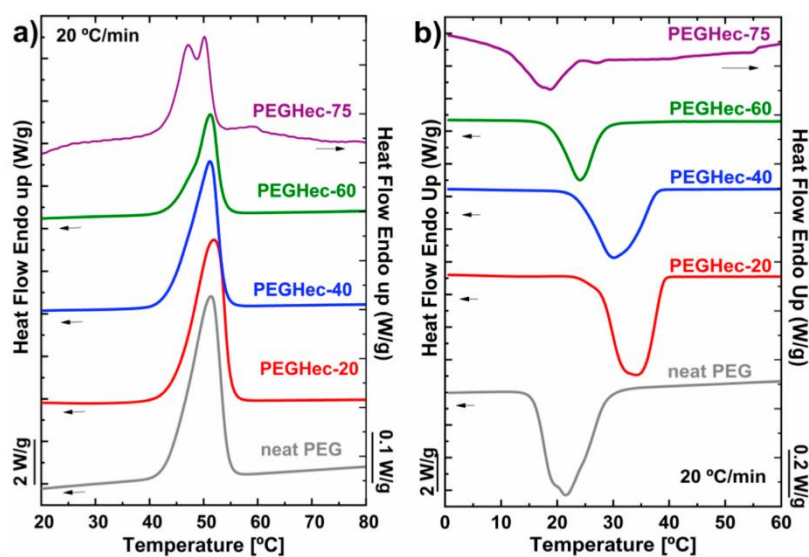 a)
20 ºC/min
PEGHec-75
PEGHec-60
PEGHec-40
PEGHec-20
neat PEG
Heat Flow Endo up (W/g)
2 W/g
Heat Flow Endo up (W/g)
0.1 W/g
20 30 40 50 60 70 80
Temperature [ºC]
b)
PEGHec-75
PEGHec-60
PEGHec-40
PEGHec-20
neat PEG
20 ºC/min
Heat Flow Endo Up (W/g)
2 W/g
Heat Flow Endo Up (W/g)
0.2 W/g
0 10 20 30 40 50 60
Temperature [ºC]